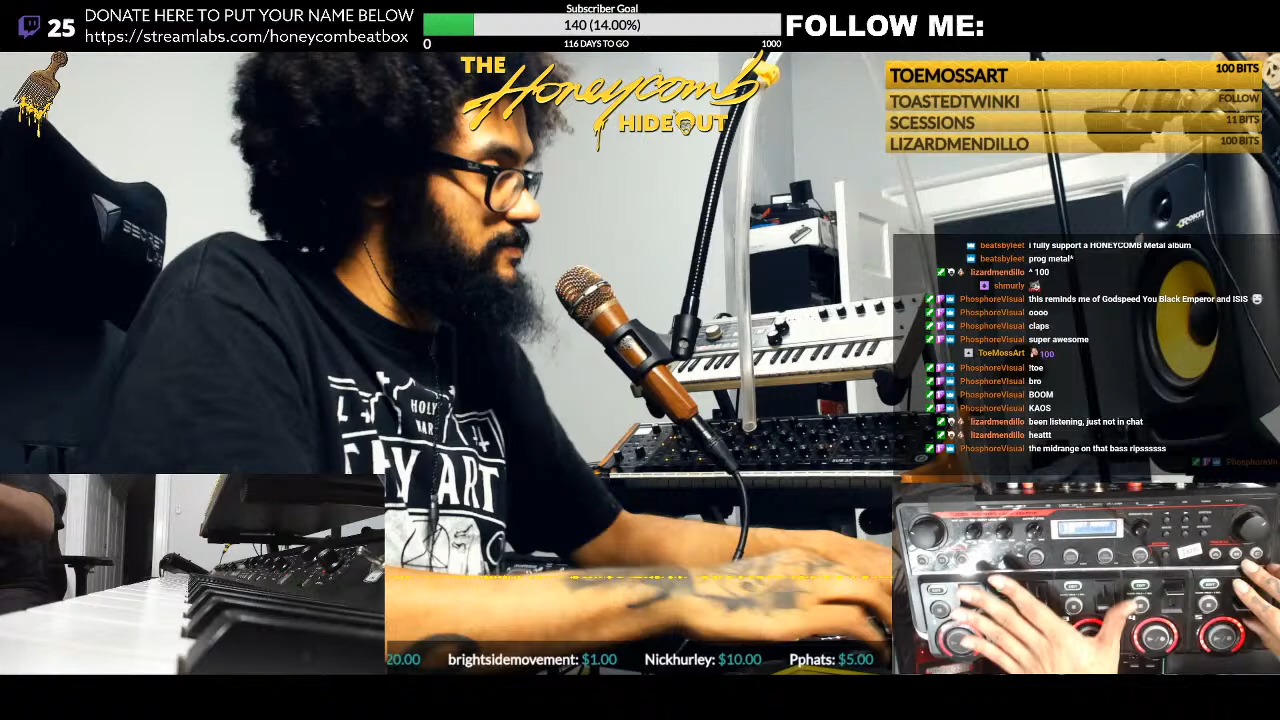 25
DONATE HERE TO PUT YOUR NAME BELOW
https://streamlabs.com/honeycombeatbox
Subscriber Goal
140 (14.00%)
0
116 DAYS TO GO
1000
FOLLOW ME:
THE
Honeycomb
HIDEOUT
TOEMOSSART 100 BITS
TOASTEDTWINKI FOLLOW
SCESSIONS 11 BITS
LIZARDMENDILLO 100 BITS
ROKIT
beatsbyleet i fully support a HONEYCOMB Metal album
beatsbyleet prog metal*
lizardmendillo ^ 100
shmurly
PhosphoreVisual this reminds me of Godspeed You Black Emperor and ISIS
PhosphoreVisual oooo
PhosphoreVisual claps
PhosphoreVisual super awesome
ToeMossArt 100
PhosphoreVisual !toe
PhosphoreVisual bro
PhosphoreVisual BOOM
PhosphoreVisual KAOS
lizardmendillo been listening, just not in chat
lizardmendillo heattt
PhosphoreVisual the midrange on that bass ripssssss
HOLY
ART
20.00 brightsidemovement: $1.00 Nickhurley: $10.00 Pphats: $5.00